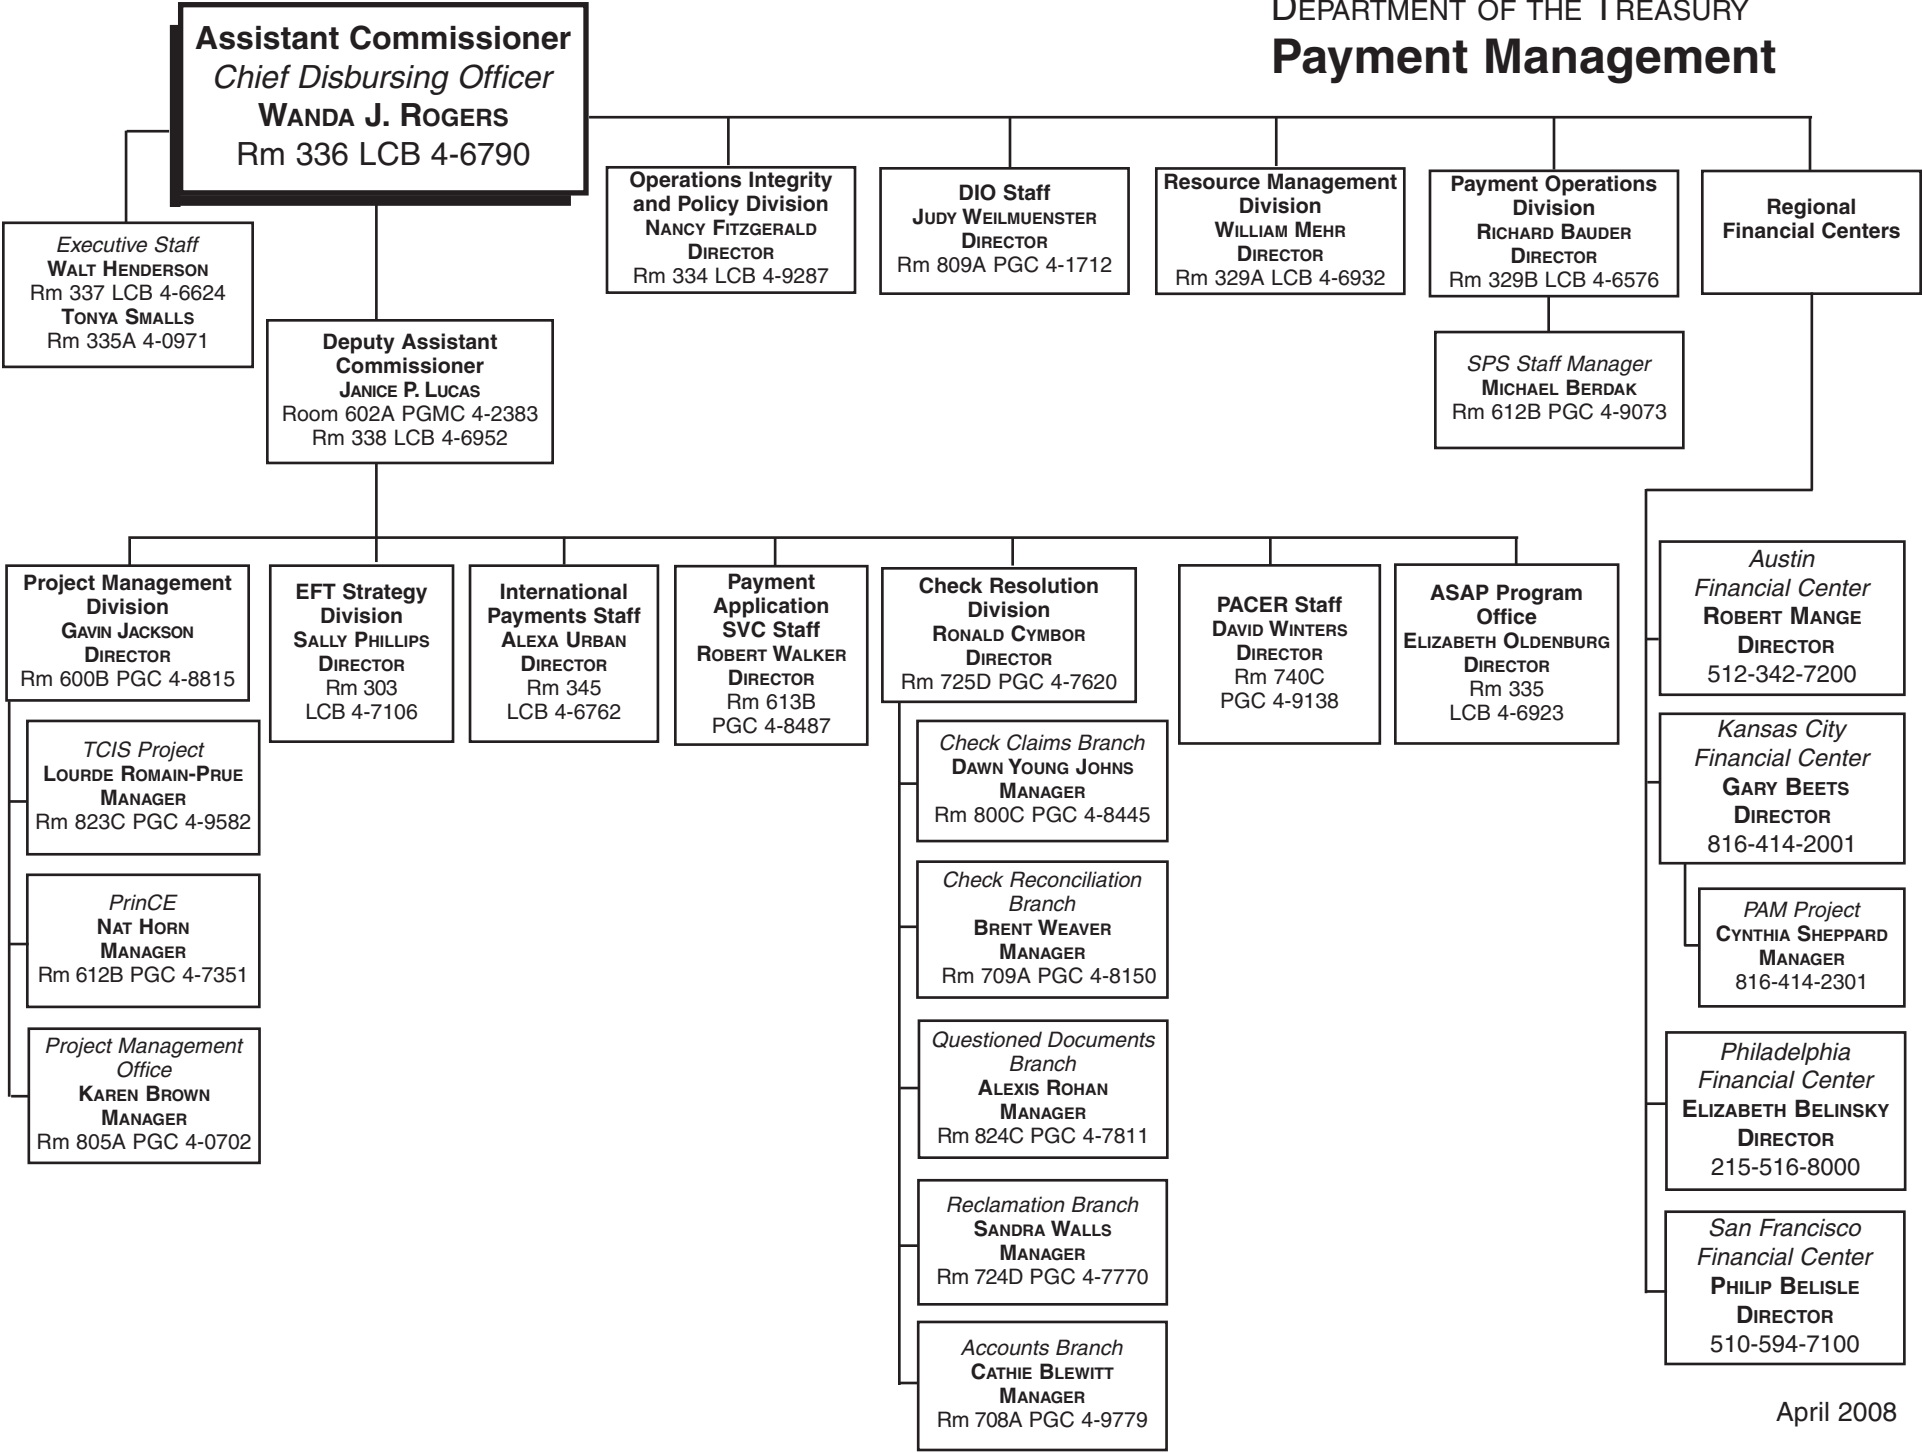 DEPARTMENT OF THE TREASURY
Payment Management
Assistant Commissioner
Chief Disbursing Officer
WANDA J. ROGERS
Rm 336 LCB 4-6790
Executive Staff
WALT HENDERSON
Rm 337 LCB 4-6624
TONYA SMALLS
Rm 335A 4-0971
Deputy Assistant
Commissioner
JANICE P. LUCAS
Room 602A PGMC 4-2383
Rm 338 LCB 4-6952
Operations Integrity
and Policy Division
NANCY FITZGERALD
DIRECTOR
Rm 334 LCB 4-9287
DIO Staff
JUDY WEILMUENSTER
DIRECTOR
Rm 809A PGC 4-1712
Resource Management
Division
WILLIAM MEHR
DIRECTOR
Rm 329A LCB 4-6932
Payment Operations
Division
RICHARD BAUDER
DIRECTOR
Rm 329B LCB 4-6576
SPS Staff Manager
MICHAEL BERDAK
Rm 612B PGC 4-9073
Regional
Financial Centers
Project Management
Division
GAVIN JACKSON
DIRECTOR
Rm 600B PGC 4-8815
TCIS Project
LOURDE ROMAIN-PRUE
MANAGER
Rm 823C PGC 4-9582
PrinCE
NAT HORN
MANAGER
Rm 612B PGC 4-7351
Project Management
Office
KAREN BROWN
MANAGER
Rm 805A PGC 4-0702
EFT Strategy
Division
SALLY PHILLIPS
DIRECTOR
Rm 303
LCB 4-7106
International
Payments Staff
ALEXA URBAN
DIRECTOR
Rm 345
LCB 4-6762
Payment
Application
SVC Staff
ROBERT WALKER
DIRECTOR
Rm 613B
PGC 4-8487
Check Resolution
Division
RONALD CYMBOR
DIRECTOR
Rm 725D PGC 4-7620
Check Claims Branch
DAWN YOUNG JOHNS
MANAGER
Rm 800C PGC 4-8445
Check Reconciliation
Branch
BRENT WEAVER
MANAGER
Rm 709A PGC 4-8150
Questioned Documents
Branch
ALEXIS ROHAN
MANAGER
Rm 824C PGC 4-7811
Reclamation Branch
SANDRA WALLS
MANAGER
Rm 724D PGC 4-7770
Accounts Branch
CATHIE BLEWITT
MANAGER
Rm 708A PGC 4-9779
PACER Staff
DAVID WINTERS
DIRECTOR
Rm 740C
PGC 4-9138
ASAP Program
Office
ELIZABETH OLDENBURG
DIRECTOR
Rm 335
LCB 4-6923
Austin
Financial Center
ROBERT MANGE
DIRECTOR
512-342-7200
Kansas City
Financial Center
GARY BEETS
DIRECTOR
816-414-2001
PAM Project
CYNTHIA SHEPPARD
MANAGER
816-414-2301
Philadelphia
Financial Center
ELIZABETH BELINSKY
DIRECTOR
215-516-8000
San Francisco
Financial Center
PHILIP BELISLE
DIRECTOR
510-594-7100
April 2008